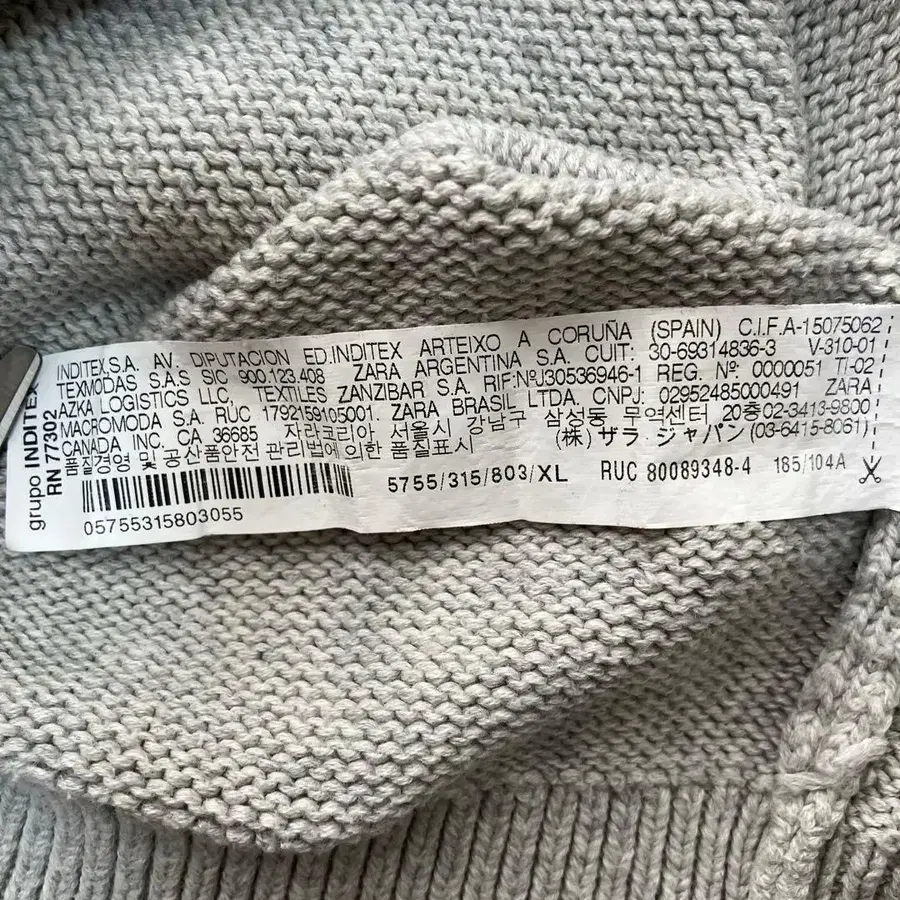 grupo INDITEX
RN 77302
INDITEX,S.A. AV. DIPUTACION ED.INDITEX ARTEIXO A CORUÑA (SPAIN) C.I.F.A-15075062
TEXMODAS S.A.S SIC 900.123.408 ZARA ARGENTINA S.A. CUIT: 30-69314836-3 V-310-01
AZKA LOGISTICS LLC, TEXTILES ZANZIBAR S.A. RIF:NºJ30536946-1 REG. Nº: 0000051 TI-02
MACROMODA S.A. RUC 1792159105001. ZARA BRASIL LTDA. CNPJ: 02952485000491 ZARA
CANADA INC. CA 36685 자라코리아 서울시 강남구 삼성동 무역센터 20층02-3413-9800
품질경영 및 공산품안전 관리법에 의한 품질표시 (株) ザラ・ジャパン (03-6415-8061)
05755315803055
5755/315/803/XL RUC 80089348-4 185/104A